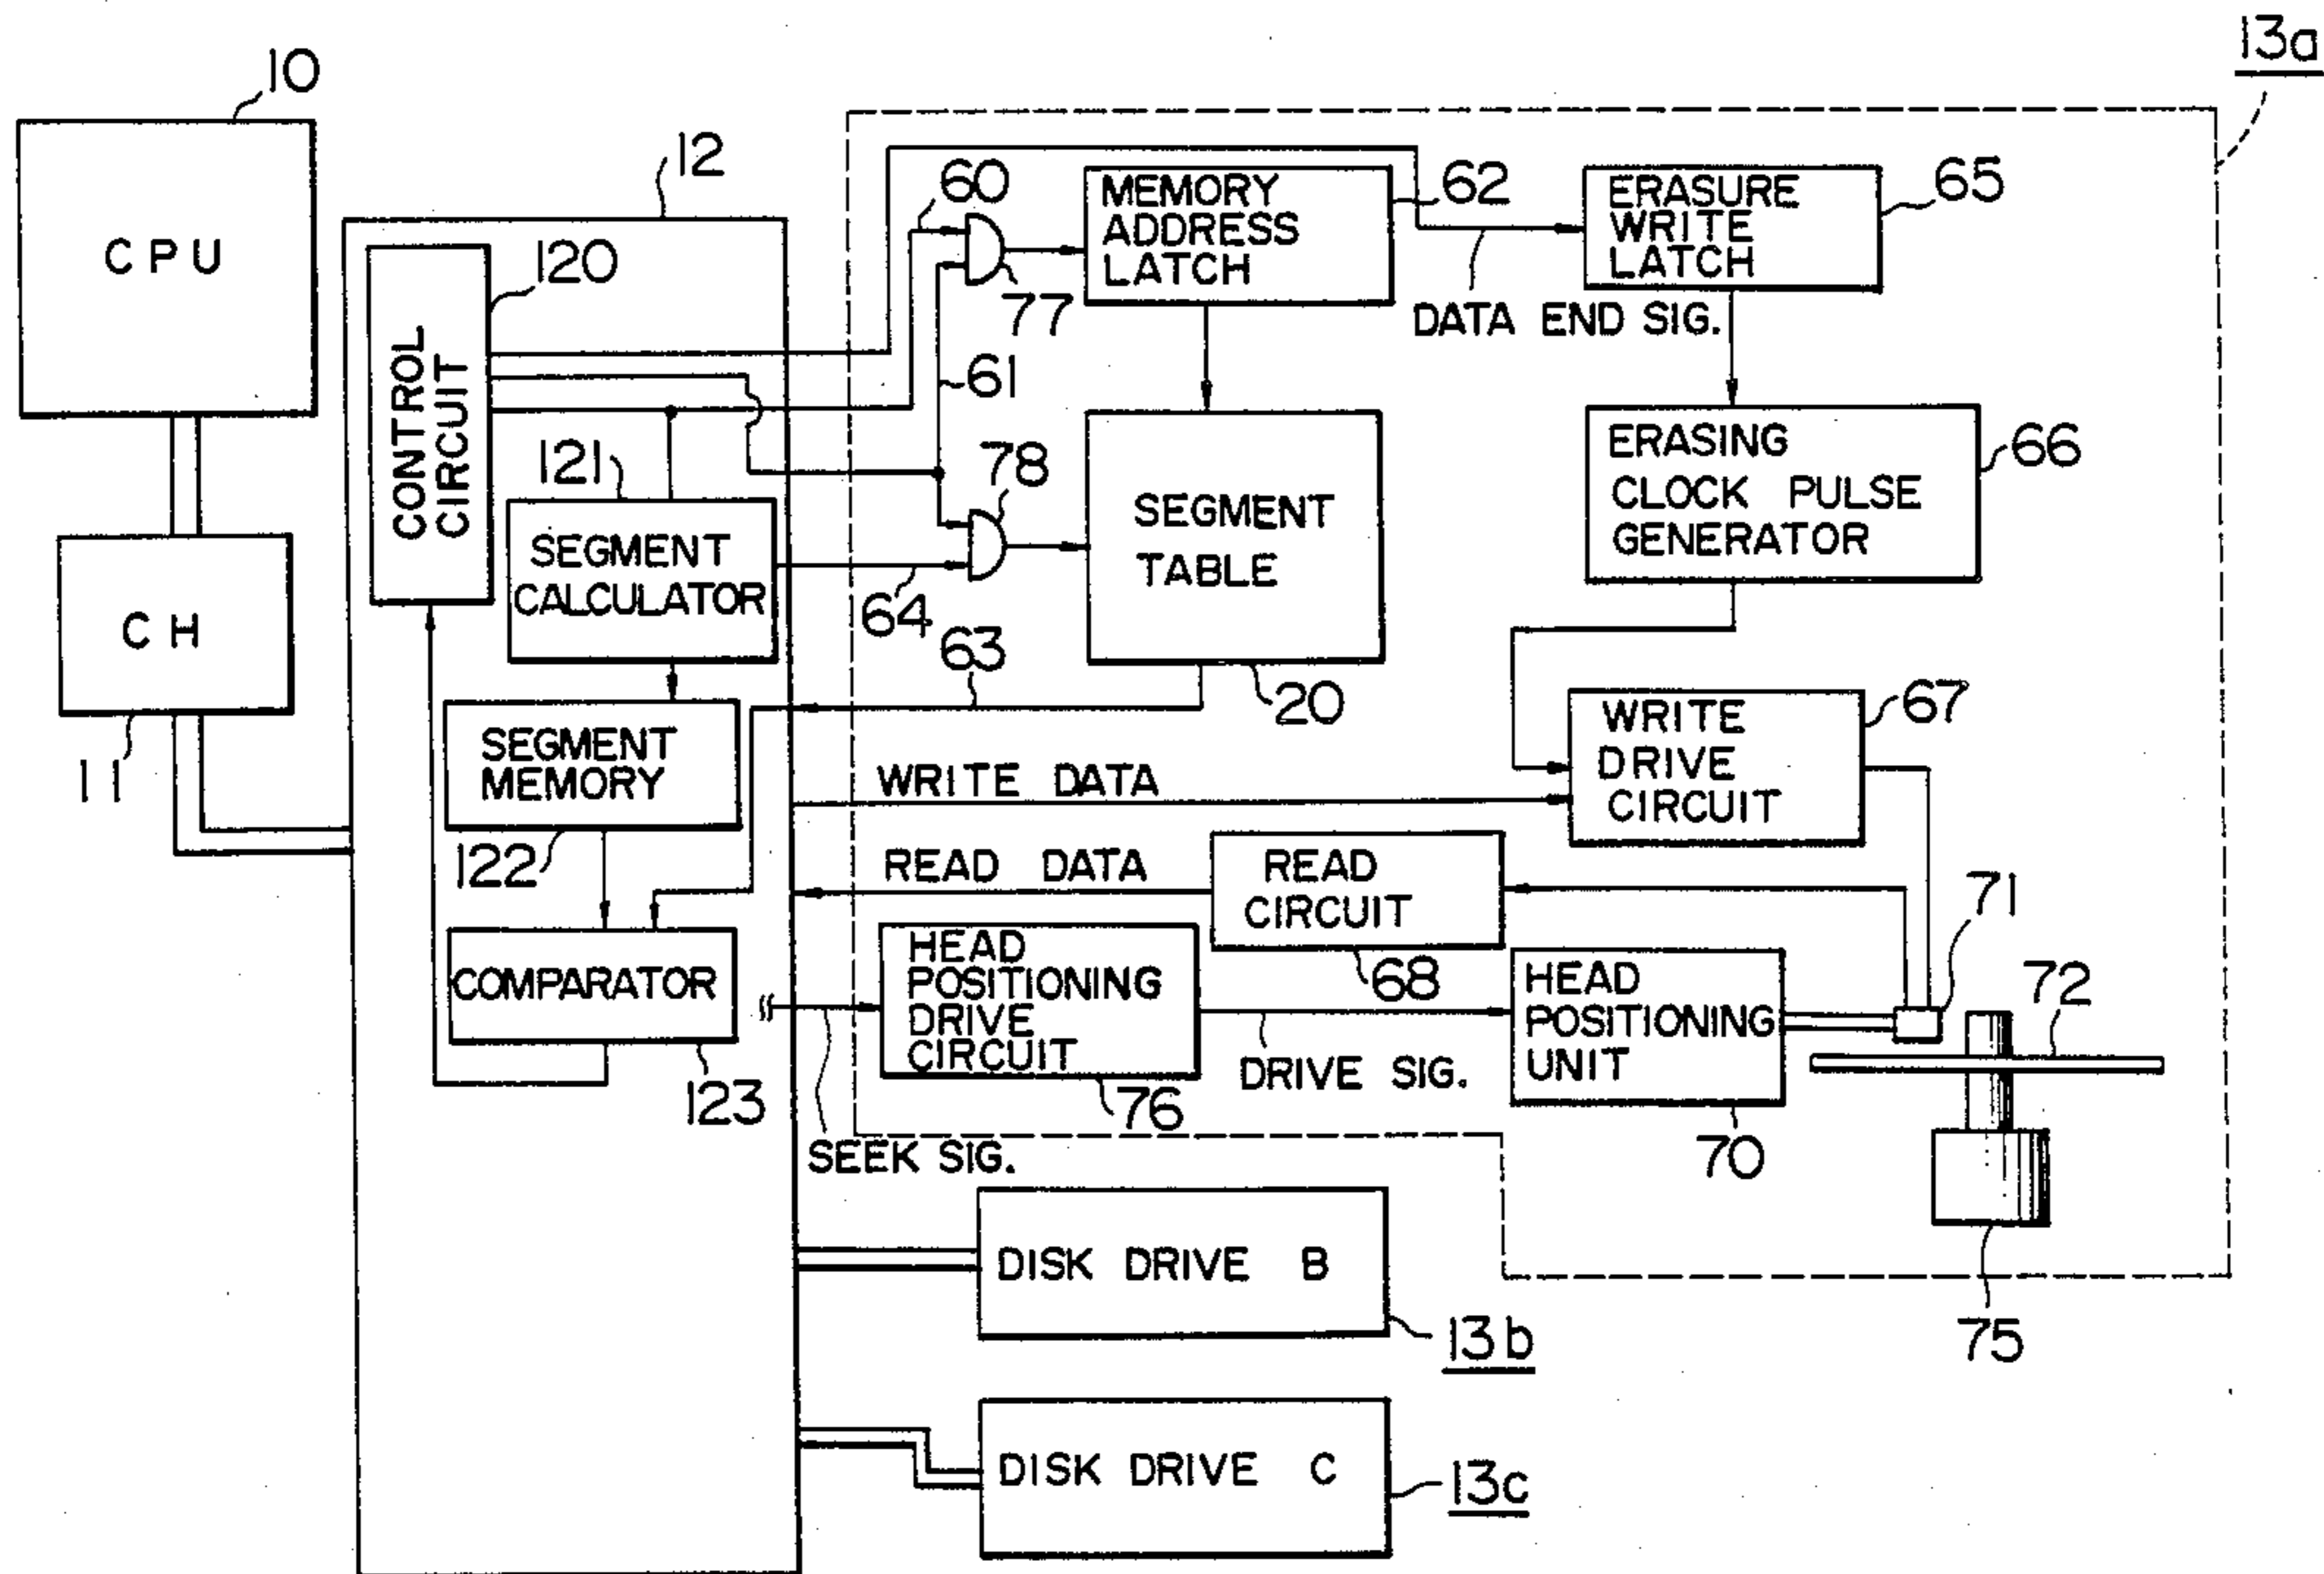 13a
10
CPU
12
60
MEMORY
ADDRESS
LATCH
62
ERASURE
WRITE
LATCH
65
120
77
DATA END SIG.
CONTROL
CIRCUIT
61
121
78
SEGMENT
TABLE
ERASING
CLOCK PULSE
GENERATOR
66
SEGMENT
CALCULATOR
64
CH
63
20
11
SEGMENT
MEMORY
WRITE DATA
WRITE
DRIVE
CIRCUIT
67
122
READ DATA
READ
CIRCUIT
71
COMPARATOR
HEAD
POSITIONING
DRIVE
CIRCUIT
68
HEAD
POSITIONING
UNIT
72
123
76
DRIVE SIG.
SEEK SIG.
70
DISK DRIVE B
13b
75
DISK DRIVE C
13c